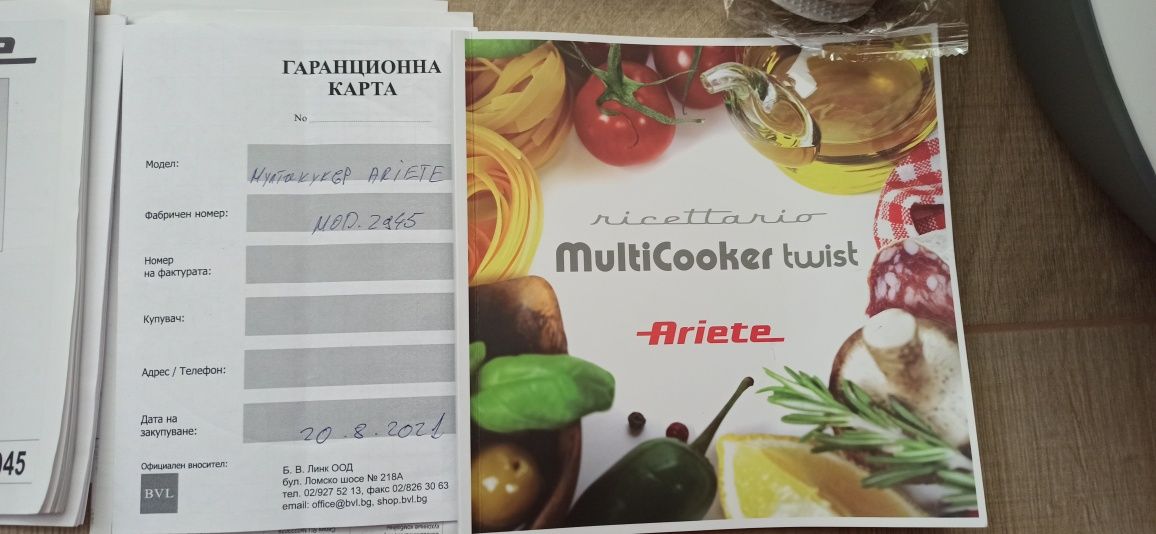 ГАРАНЦИОННА
КАРТА
No
Модел: Мултикукер ARiETE
Фабричен номер: MOD. 2945
Номер
на фактурата:
Купувач:
Адрес / Телефон:
Дата на
закупуване: 20.8.2021
Официален вносител:
BVL
Б. В. Линк ООД
бул. Ломско шосе № 218А
тел. 02/927 52 13, факс 02/826 30 63
email: office@bvl.bg, shop.bvl.bg
ricettario
MultiCooker twist
Ariete
945